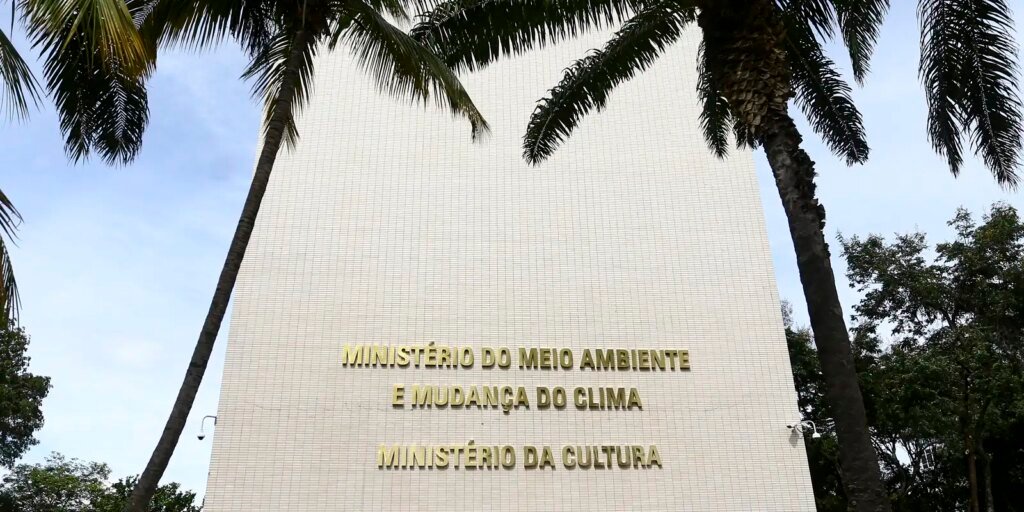 MINISTÉRIO DO MEIO AMBIENTE
E MUDANÇA DO CLIMA
MINISTÉRIO DA CULTURA